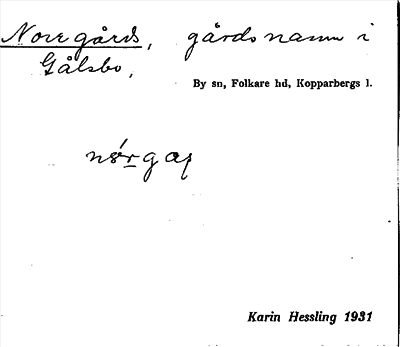 Norrgårds, gårdsnamn i
Gålsbo,
By sn, Folkare hd, Kopparbergs l.
Karin Hessling 1931